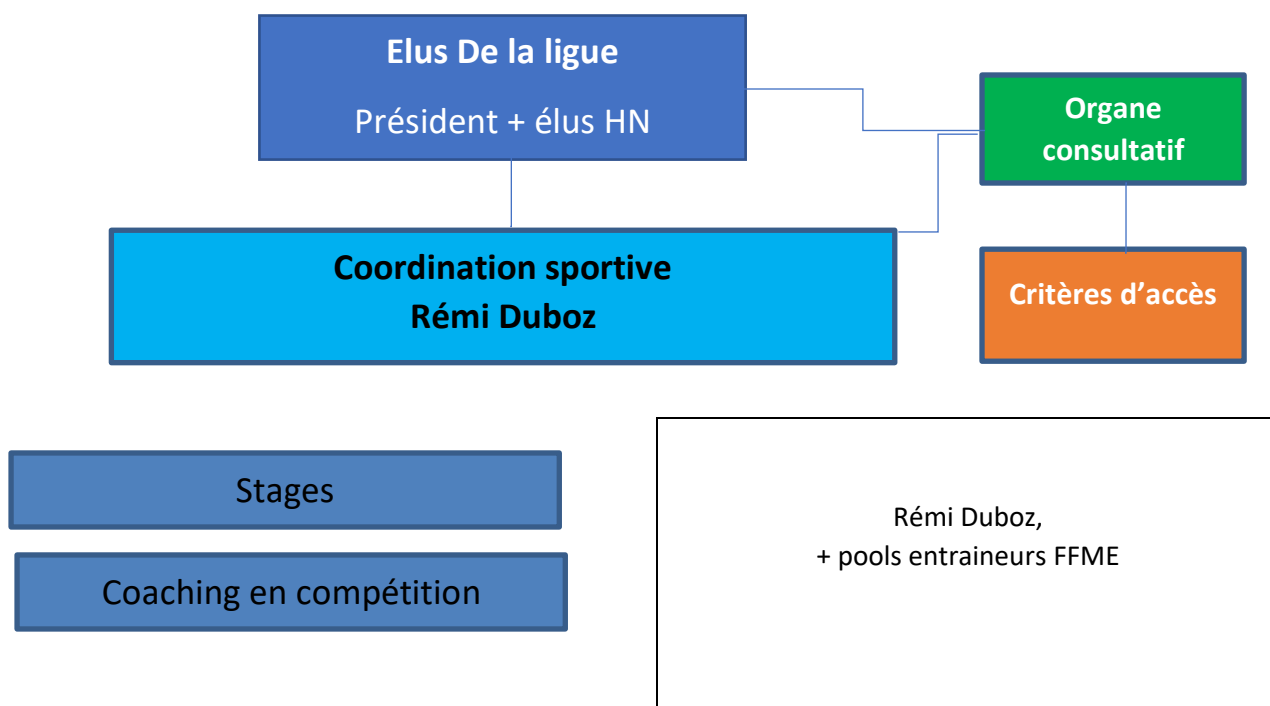 Elus De la ligue
Président + élus HN
Organe
consultatif
Coordination sportive
Rémi Duboz
Critères d’accès
Stages
Coaching en compétition
Rémi Duboz,
+ pools entraineurs FFME